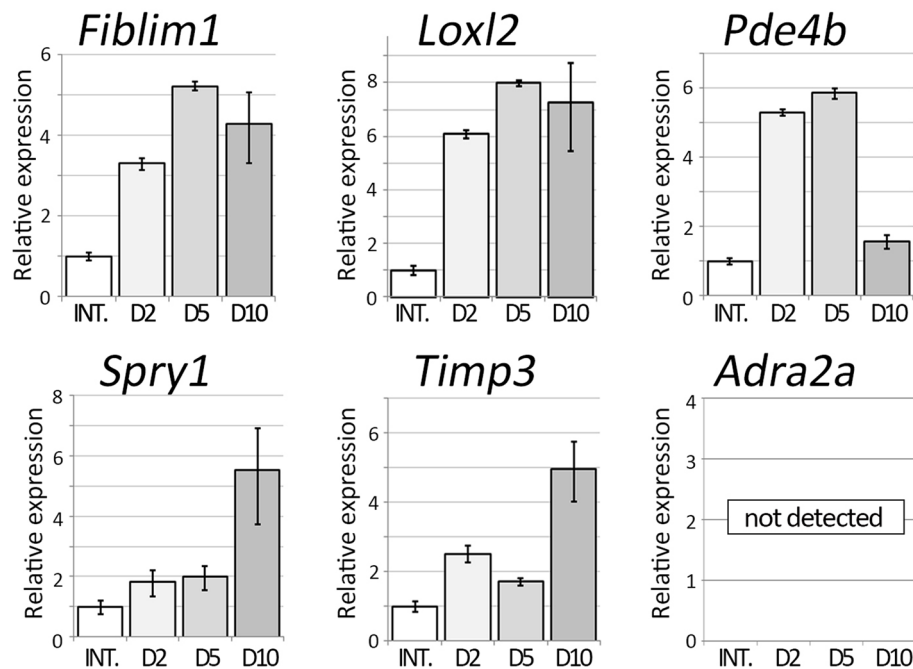 Fiblim1
Relative expression
6
4
2
0
INT. D2 D5 D10
Loxl2
Relative expression
8
6
4
2
0
INT. D2 D5 D10
Pde4b
Relative expression
6
4
2
0
INT. D2 D5 D10
Spry1
Relative expression
8
6
4
2
0
INT. D2 D5 D10
Timp3
Relative expression
6
4
2
0
INT. D2 D5 D10
Adra2a
Relative expression
4
3
2
1
0
not detected
INT. D2 D5 D10